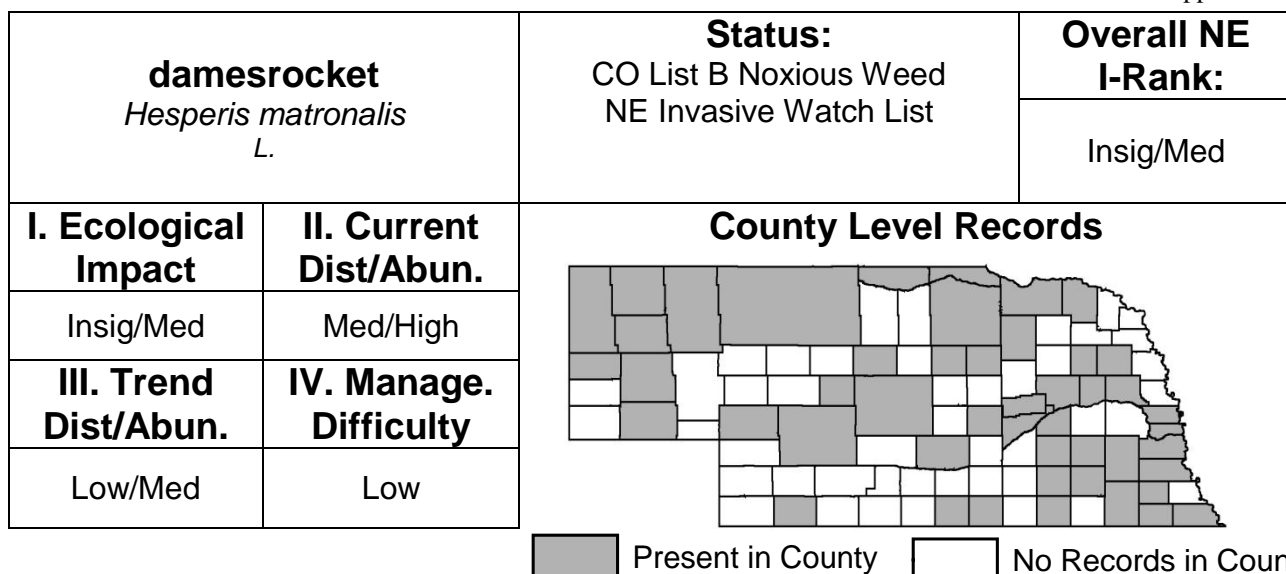 damesrocket
Hesperis matronalis
L.
Status:
CO List B Noxious Weed
NE Invasive Watch List
Overall NE
I-Rank:
Insig/Med
I. Ecological
Impact
II. Current
Dist/Abun.
Insig/Med
Med/High
III. Trend
Dist/Abun.
IV. Manage.
Difficulty
Low/Med
Low
County Level Records
Present in County
No Records in Coun